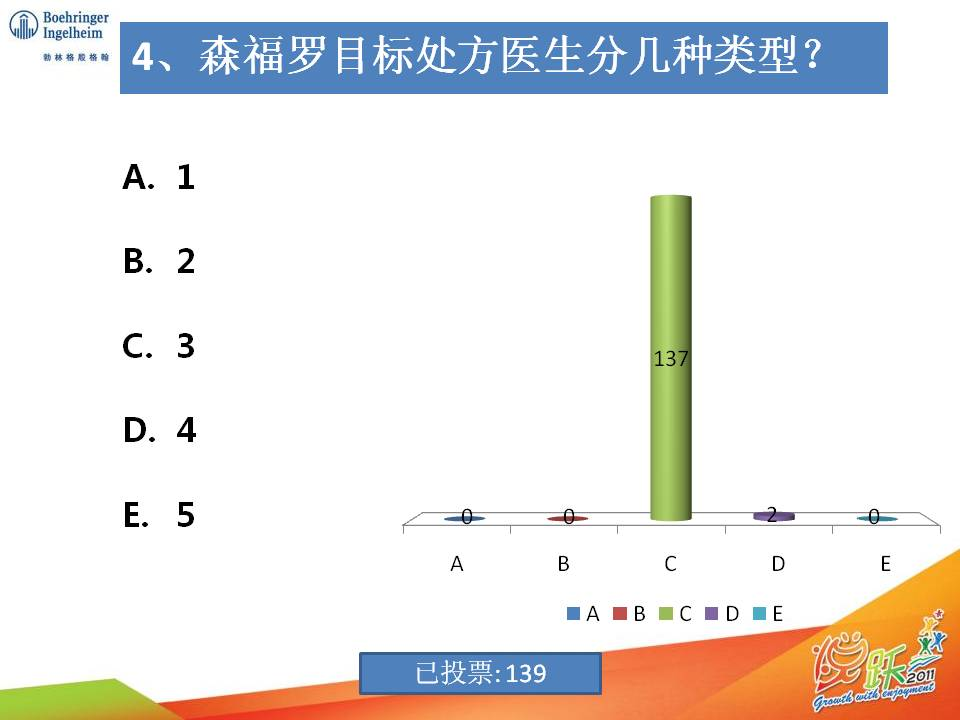 Boehringer
Ingelheim
勃林格殷格翰
4、森福罗目标处方医生分几种类型?
A. 1
B. 2
C. 3
D. 4
E. 5
137
0 0 2 0
A B C D E
A B C D E
已投票: 139
悦跃 2011
Growth with enjoyment